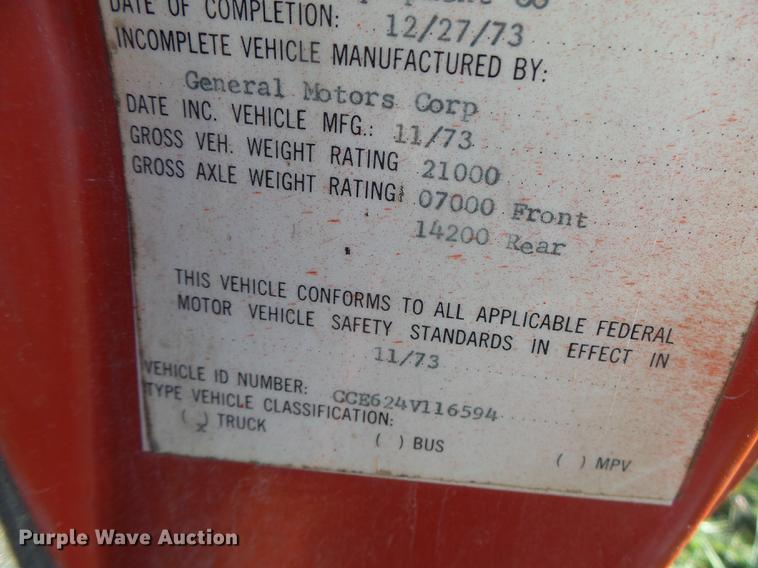 DATE OF COMPLETION: 12/27/73
INCOMPLETE VEHICLE MANUFACTURED BY:
General Motors Corp
DATE INC. VEHICLE MFG.: 11/73
GROSS VEH. WEIGHT RATING 21000
GROSS AXLE WEIGHT RATING: 07000 Front
14200 Rear
THIS VEHICLE CONFORMS TO ALL APPLICABLE FEDERAL
MOTOR VEHICLE SAFETY STANDARDS IN EFFECT IN
11/73
VEHICLE ID NUMBER: CCE624V116594
TYPE VEHICLE CLASSIFICATION:
(x) TRUCK ( ) BUS ( ) MPV
Purple Wave Auction